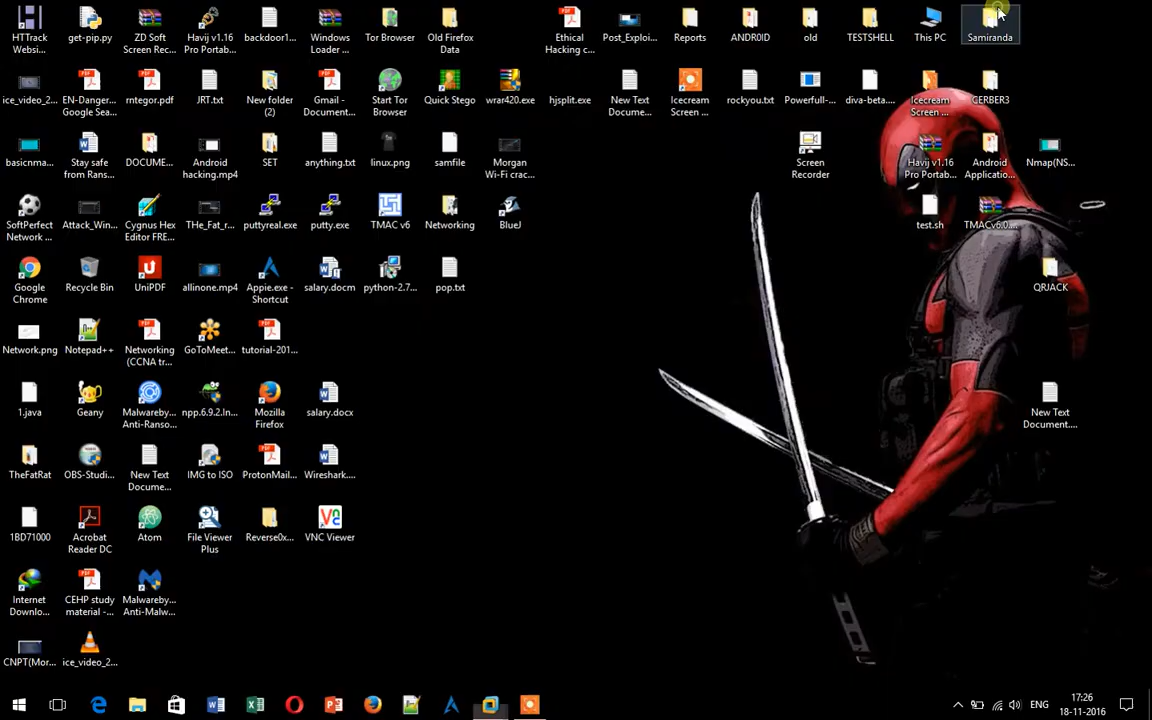 HTTrack
Websi...
get-pip.py
ZD Soft
Screen Rec...
Havij v1.16
Pro Portab...
backdoor1...
Windows
Loader ...
Tor Browser
Old Firefox
Data
Ethical
Hacking c...
Post_Exploi...
Reports
ANDR0ID
old
TESTSHELL
This PC
Samiranda
ice_video_2...
EN-Danger...
Google Sea...
rntegor.pdf
JRT.txt
New folder
(2)
Gmail -
Document...
Start Tor
Browser
Quick Stego
wrar420.exe
hjsplit.exe
New Text
Docume...
Icecream
Screen ...
rockyou.txt
Powerfull-...
diva-beta....
Icecream
Screen ...
CERBER3
basicnma...
Stay safe
from Rans...
DOCUME...
Android
hacking.mp4
SET
anything.txt
linux.png
samfile
Morgan
Wi-Fi crac...
Screen
Recorder
Havij v1.16
Pro Portab...
Android
Applicatio...
Nmap(NS...
SoftPerfect
Network ...
Attack_Win...
Cygnus Hex
Editor FRE...
THe_Fat_r...
puttyreal.exe
putty.exe
TMAC v6
Networking
BlueJ
test.sh
TMACv6.0....
Google
Chrome
Recycle Bin
UniPDF
allinone.mp4
Appie.exe -
Shortcut
salary.docm
python-2.7...
pop.txt
QRJACK
Network.png
Notepad++
Networking
(CCNA tr...
GoToMeet...
tutorial-201...
1.java
Geany
Malwareby...
Anti-Ranso...
npp.6.9.2.In...
Mozilla
Firefox
salary.docx
New Text
Document....
TheFatRat
OBS-Studi...
New Text
Docume...
IMG to ISO
ProtonMail...
Wireshark....
1BD71000
Acrobat
Reader DC
Atom
File Viewer
Plus
Reverse0x...
VNC Viewer
Internet
Downlo...
CEHP study
material -...
Malwareby...
Anti-Malw...
CNPT(Mor...
ice_video_2...
ENG
17:26
18-11-2016